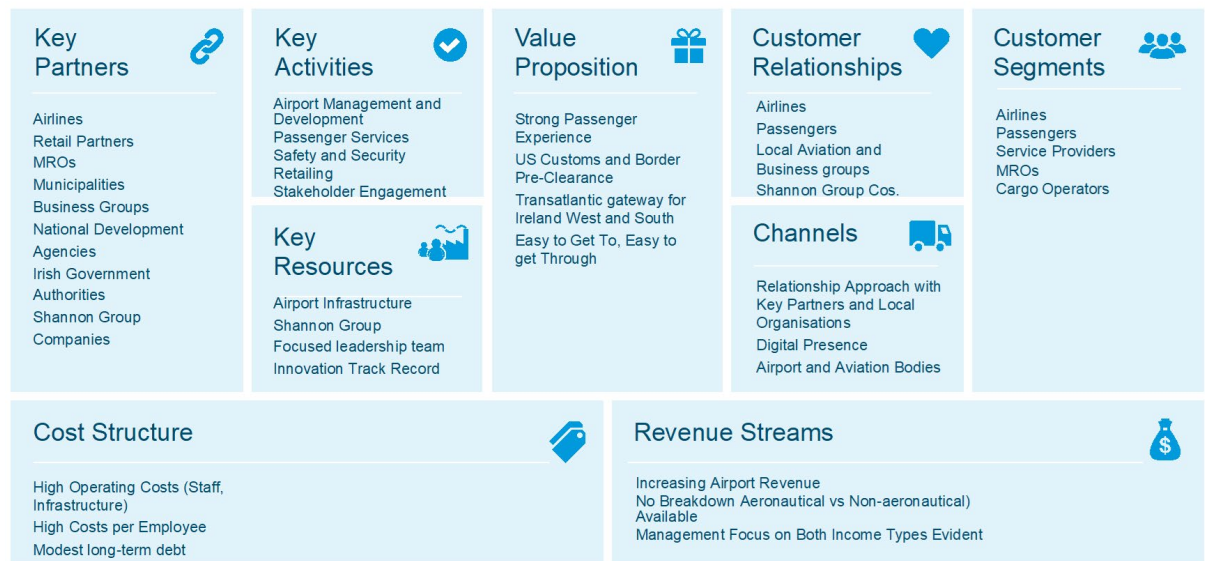 Key
Partners
Airlines
Retail Partners
MROs
Municipalities
Business Groups
National Development
Agencies
Irish Government
Authorities
Shannon Group
Companies
Key
Activities
Airport Management and
Development
Passenger Services
Safety and Security
Retailing
Stakeholder Engagement
Key
Resources
Airport Infrastructure
Shannon Group
Focused leadership team
Innovation Track Record
Value
Proposition
Strong Passenger
Experience
US Customs and Border
Pre-Clearance
Transatlantic gateway for
Ireland West and South
Easy to Get To, Easy to
get Through
Customer
Relationships
Airlines
Passengers
Local Aviation and
Business groups
Shannon Group Cos.
Channels
Relationship Approach with
Key Partners and Local
Organisations
Digital Presence
Airport and Aviation Bodies
Customer
Segments
Airlines
Passengers
Service Providers
MROs
Cargo Operators
Cost Structure
High Operating Costs (Staff,
Infrastructure)
High Costs per Employee
Modest long-term debt
Revenue Streams
$
Increasing Airport Revenue
No Breakdown Aeronautical vs Non-aeronautical)
Available
Management Focus on Both Income Types Evident